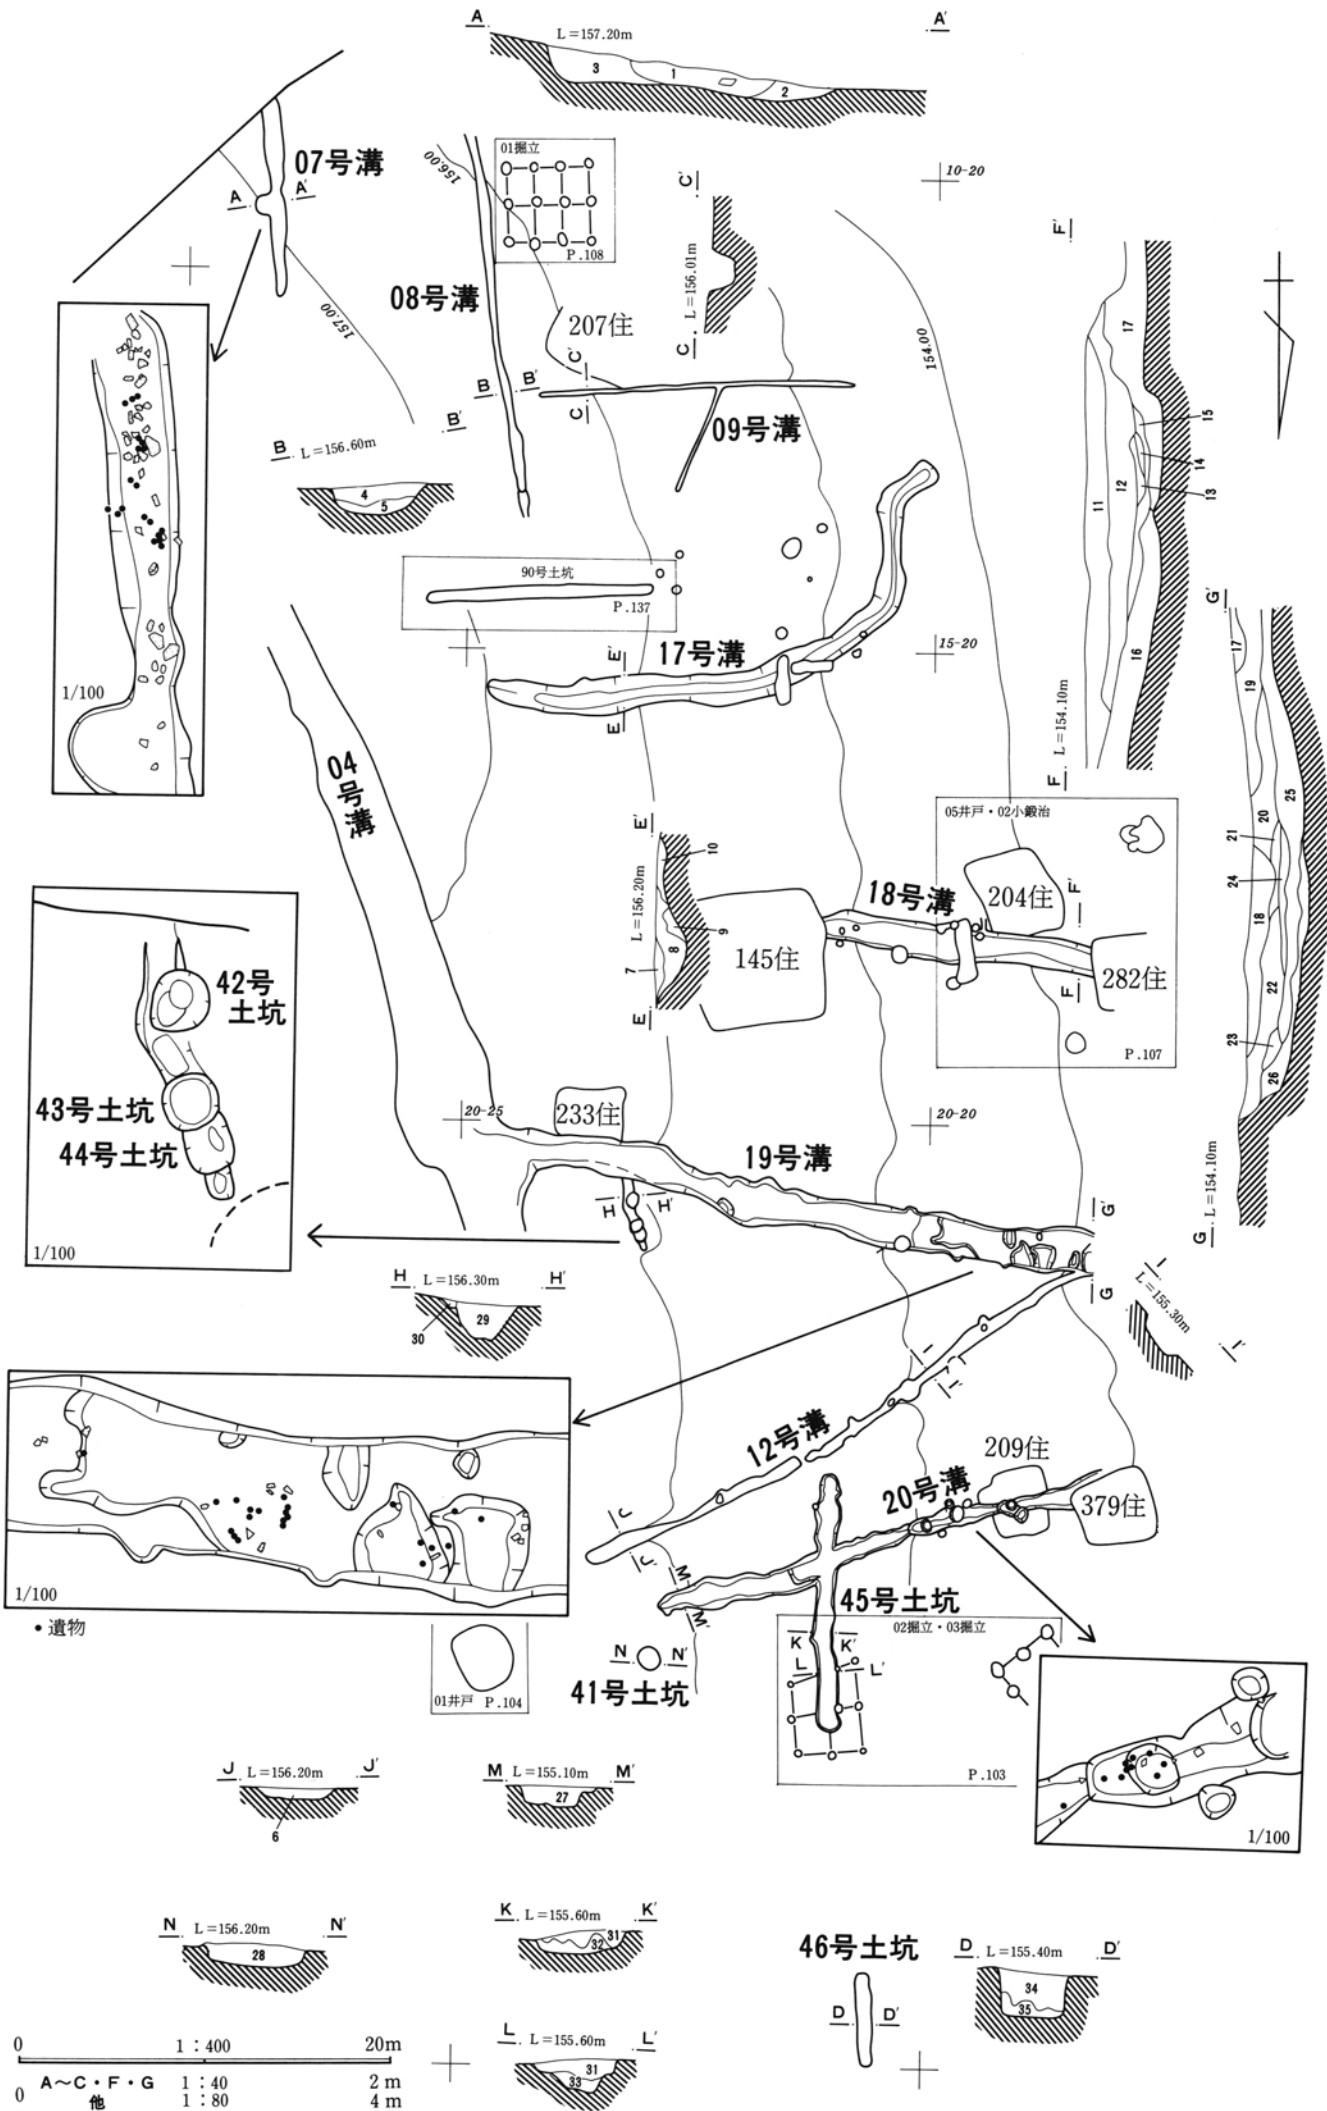 A A′
L＝157.20m
3 1 2
07号溝
A A′
157.00
1/100
156.00
01掘立
P.108
08号溝
207住
C C′
L＝156.01m
10-20
154.00
B B′
C C′
09号溝
B B′
L＝156.60m
4
5
90号土坑
P.137
17号溝
E E′
15-20
F F′
L＝154.10m
17
15
14
13
12
11
16
G G′
L＝154.10m
17
19
25
20
21
24
18
22
23
26
04号溝
E E′
L＝156.20m
10
9
8
7
145住
05井戸・02小鍛治
18号溝
204住
F F′
282住
P.107
42号土坑
43号土坑
44号土坑
1/100
20-25
233住
20-20
19号溝
H H′
G G′
H H′
L＝156.30m
29
30
I I′
L＝155.30m
I I′
12号溝
J J′
1/100
• 遺物
209住
20号溝
379住
M M′
45号土坑
02掘立・03掘立
K K′
L L′
P.103
N N′
41号土坑
01井戸 P.104
1/100
J L＝156.20m J′
6
M L＝155.10m M′
27
N L＝156.20m N′
28
K L＝155.60m K′
31
32
46号土坑
D D′
D L＝155.40m D′
34
35
L L＝155.60m L′
31
33
0 1：400 20m
0 A～C・F・G 1：40 2m
他 1：80 4m